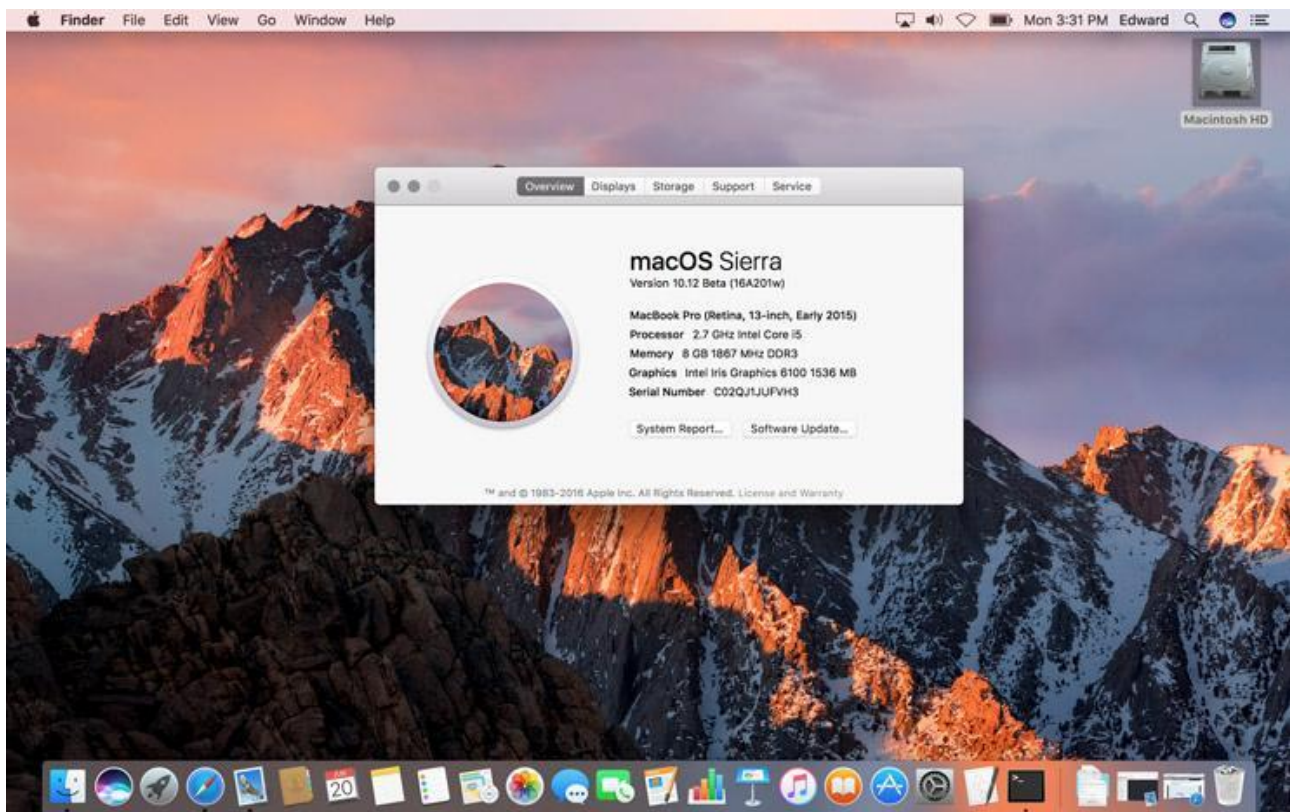 Finder File Edit View Go Window Help Mon 3:31 PM Edward
Macintosh HD
Overview Displays Storage Support Service
macOS Sierra
Version 10.12 Beta (16A201w)
MacBook Pro (Retina, 13-inch, Early 2015)
Processor 2.7 GHz Intel Core i5
Memory 8 GB 1867 MHz DDR3
Graphics Intel Iris Graphics 6100 1536 MB
Serial Number C02QJ1JUFVH3
System Report... Software Update...
™ and © 1983-2016 Apple Inc. All Rights Reserved. License and Warranty
JUN
20